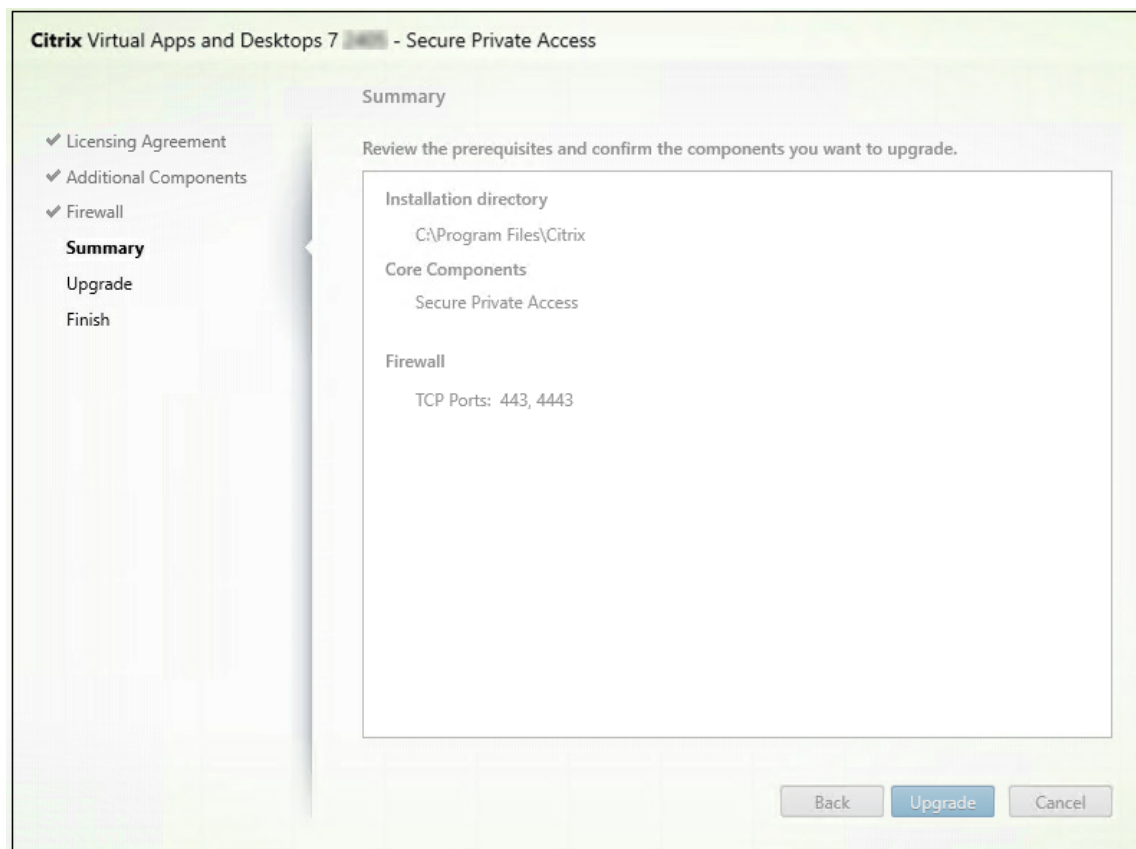 Citrix Virtual Apps and Desktops 7 - Secure Private Access
Licensing Agreement
Additional Components
Firewall
Summary
Upgrade
Finish
Summary
Review the prerequisites and confirm the components you want to upgrade.
Installation directory
C:\Program Files\Citrix
Core Components
Secure Private Access
Firewall
TCP Ports: 443, 4443
Back
Upgrade
Cancel